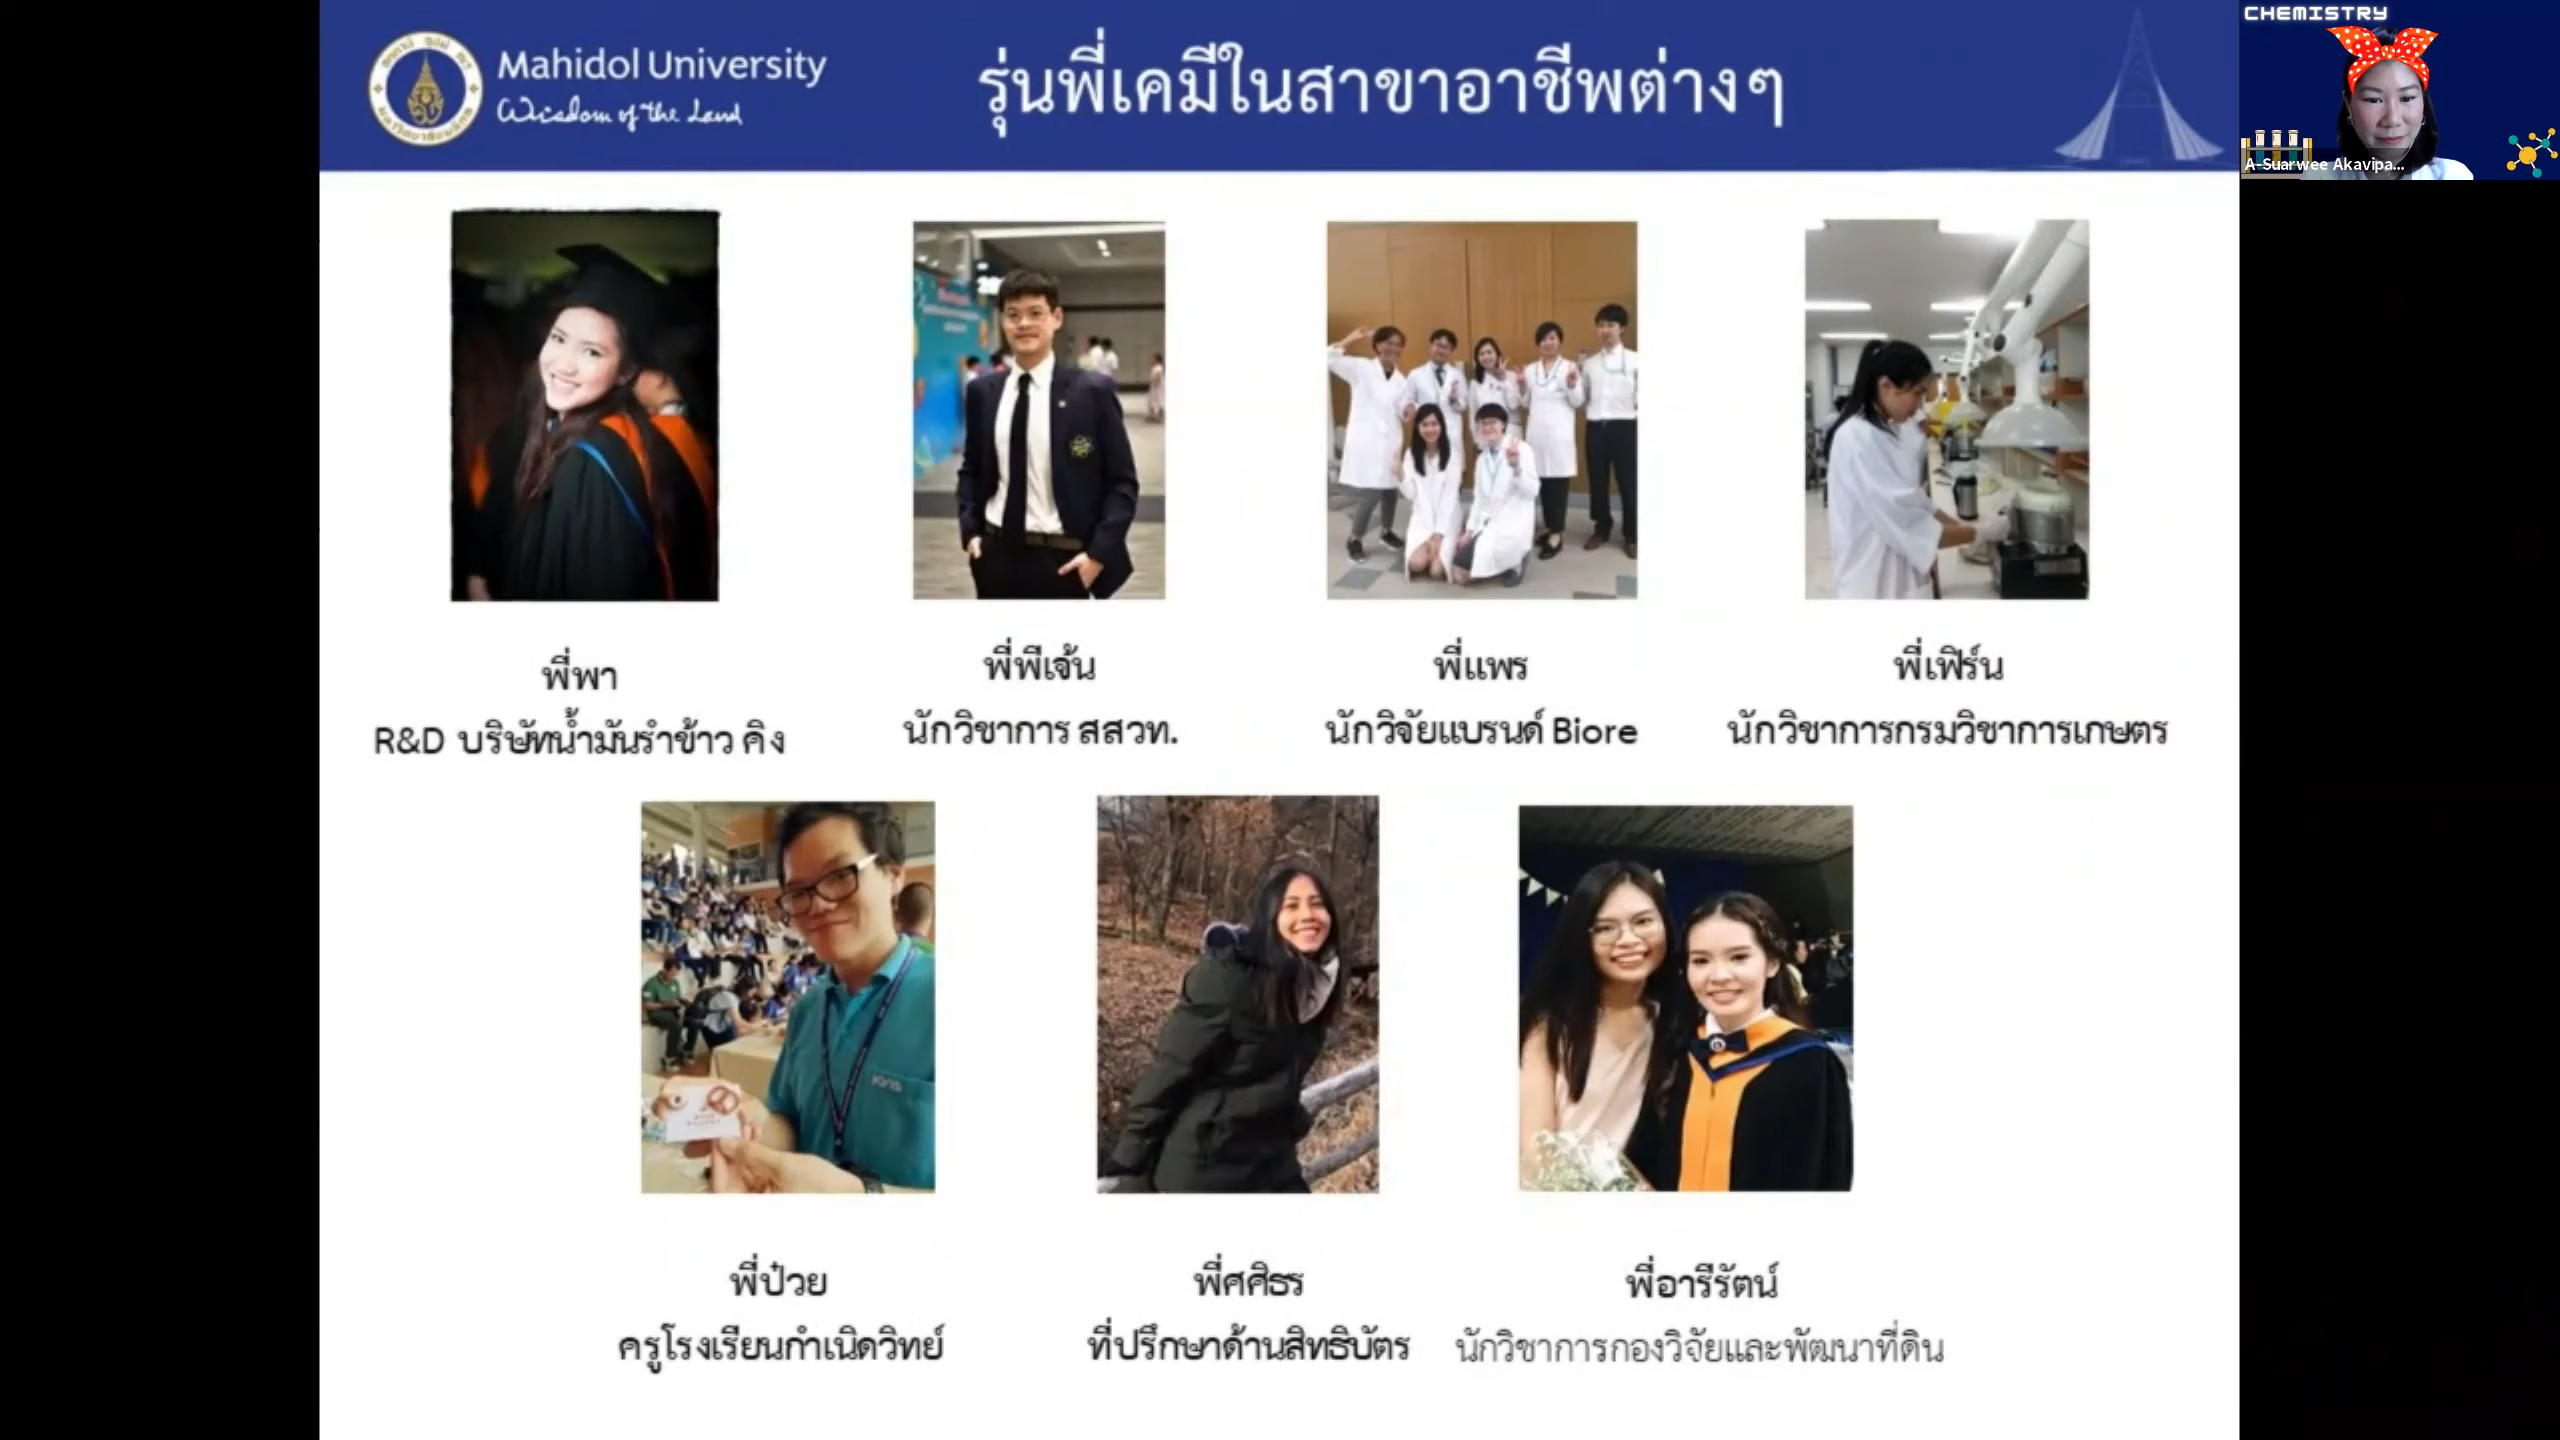 Mahidol University
Wisdom of the Land
รุ่นพี่เคมีในสาขาอาชีพต่างๆ
CHEMISTRY
A-Suarwee Akavipa...
พี่พา
R&D บริษัทน้ำมันรำข้าว คิง
พี่พีเจ้น
นักวิชาการ สสวท.
พี่แพร
นักวิจัยแบรนด์ Biore
พี่เฟิร์น
นักวิชาการกรมวิชาการเกษตร
KVIS
พี่ป๋วย
ครูโรงเรียนกำเนิดวิทย์
พี่ศศิธร
ที่ปรึกษาด้านสิทธิบัตร
พี่อารีรัตน์
นักวิชาการกองวิจัยและพัฒนาที่ดิน